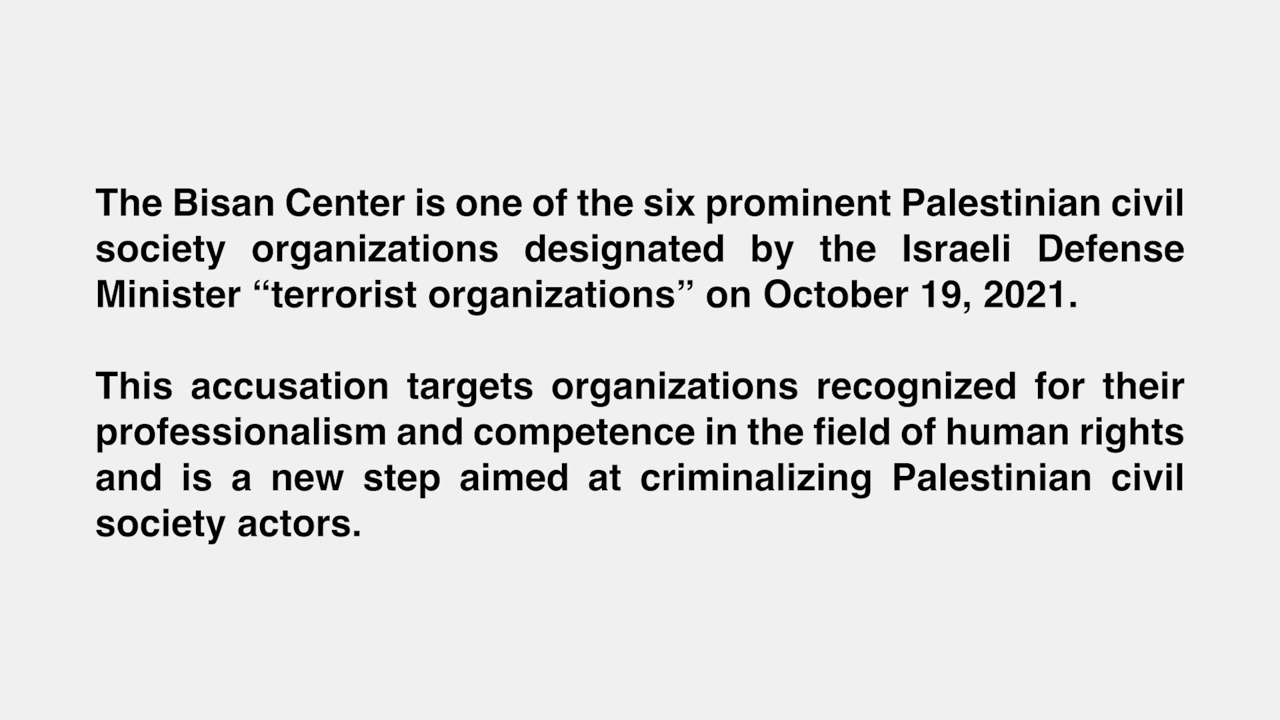 The Bisan Center is one of the six prominent Palestinian civil
society organizations designated by the Israeli Defense
Minister “terrorist organizations” on October 19, 2021.
This accusation targets organizations recognized for their
professionalism and competence in the field of human rights
and is a new step aimed at criminalizing Palestinian civil
society actors.